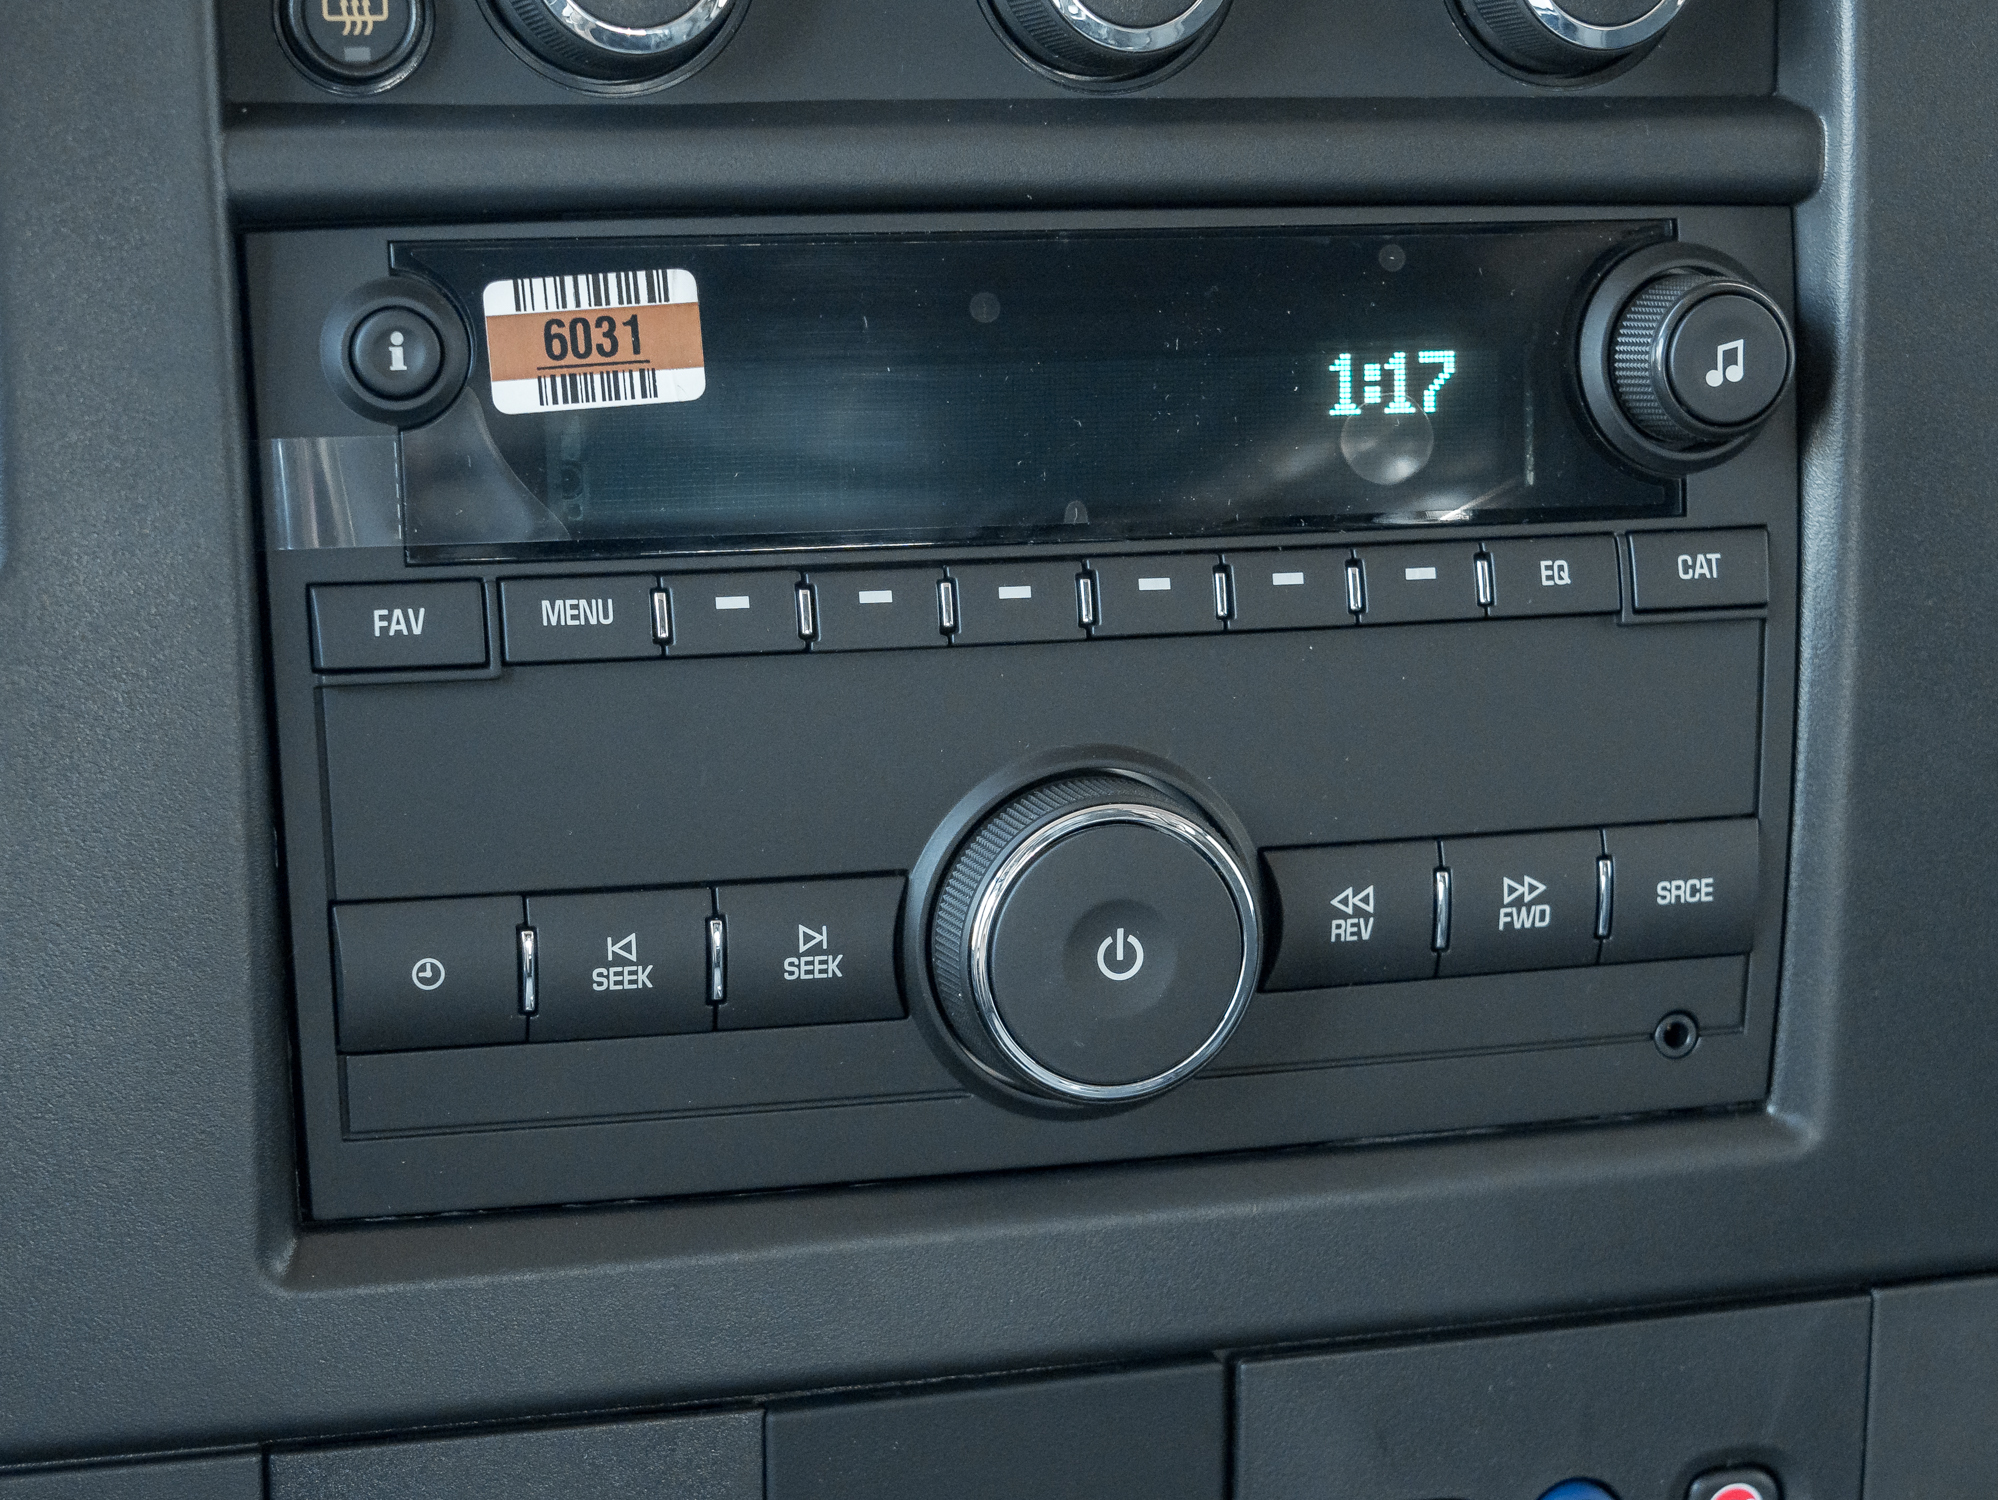 6031
1:17
FAV
MENU
EQ
CAT
SEEK
SEEK
REV
FWD
SRCE